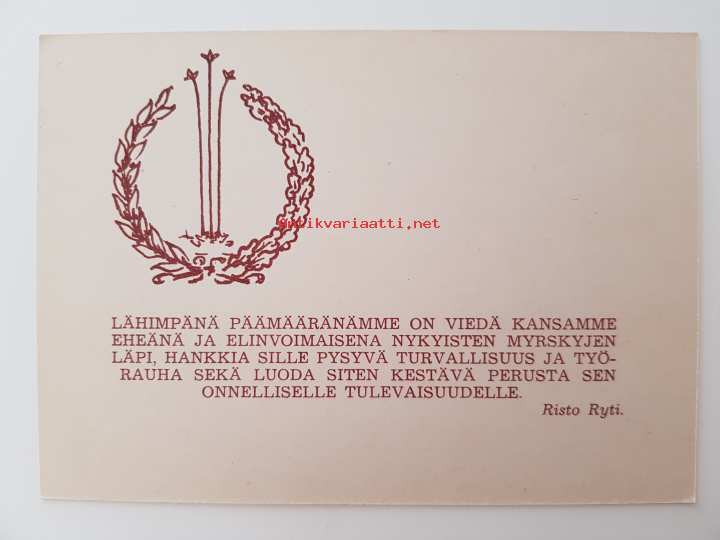 antikvariaatti.net
LÄHIMPÄNÄ PÄÄMÄÄRÄNÄMME ON VIEDÄ KANSAMME
EHEÄNÄ JA ELINVOIMAISENA NYKYISTEN MYRSKYJEN
LÄPI, HANKKIA SILLE PYSYVÄ TURVALLISUUS JA TYÖ-
RAUHA SEKÄ LUODA SITEN KESTÄVÄ PERUSTA SEN
ONNELLISELLE TULEVAISUUDELLE.
Risto Ryti.